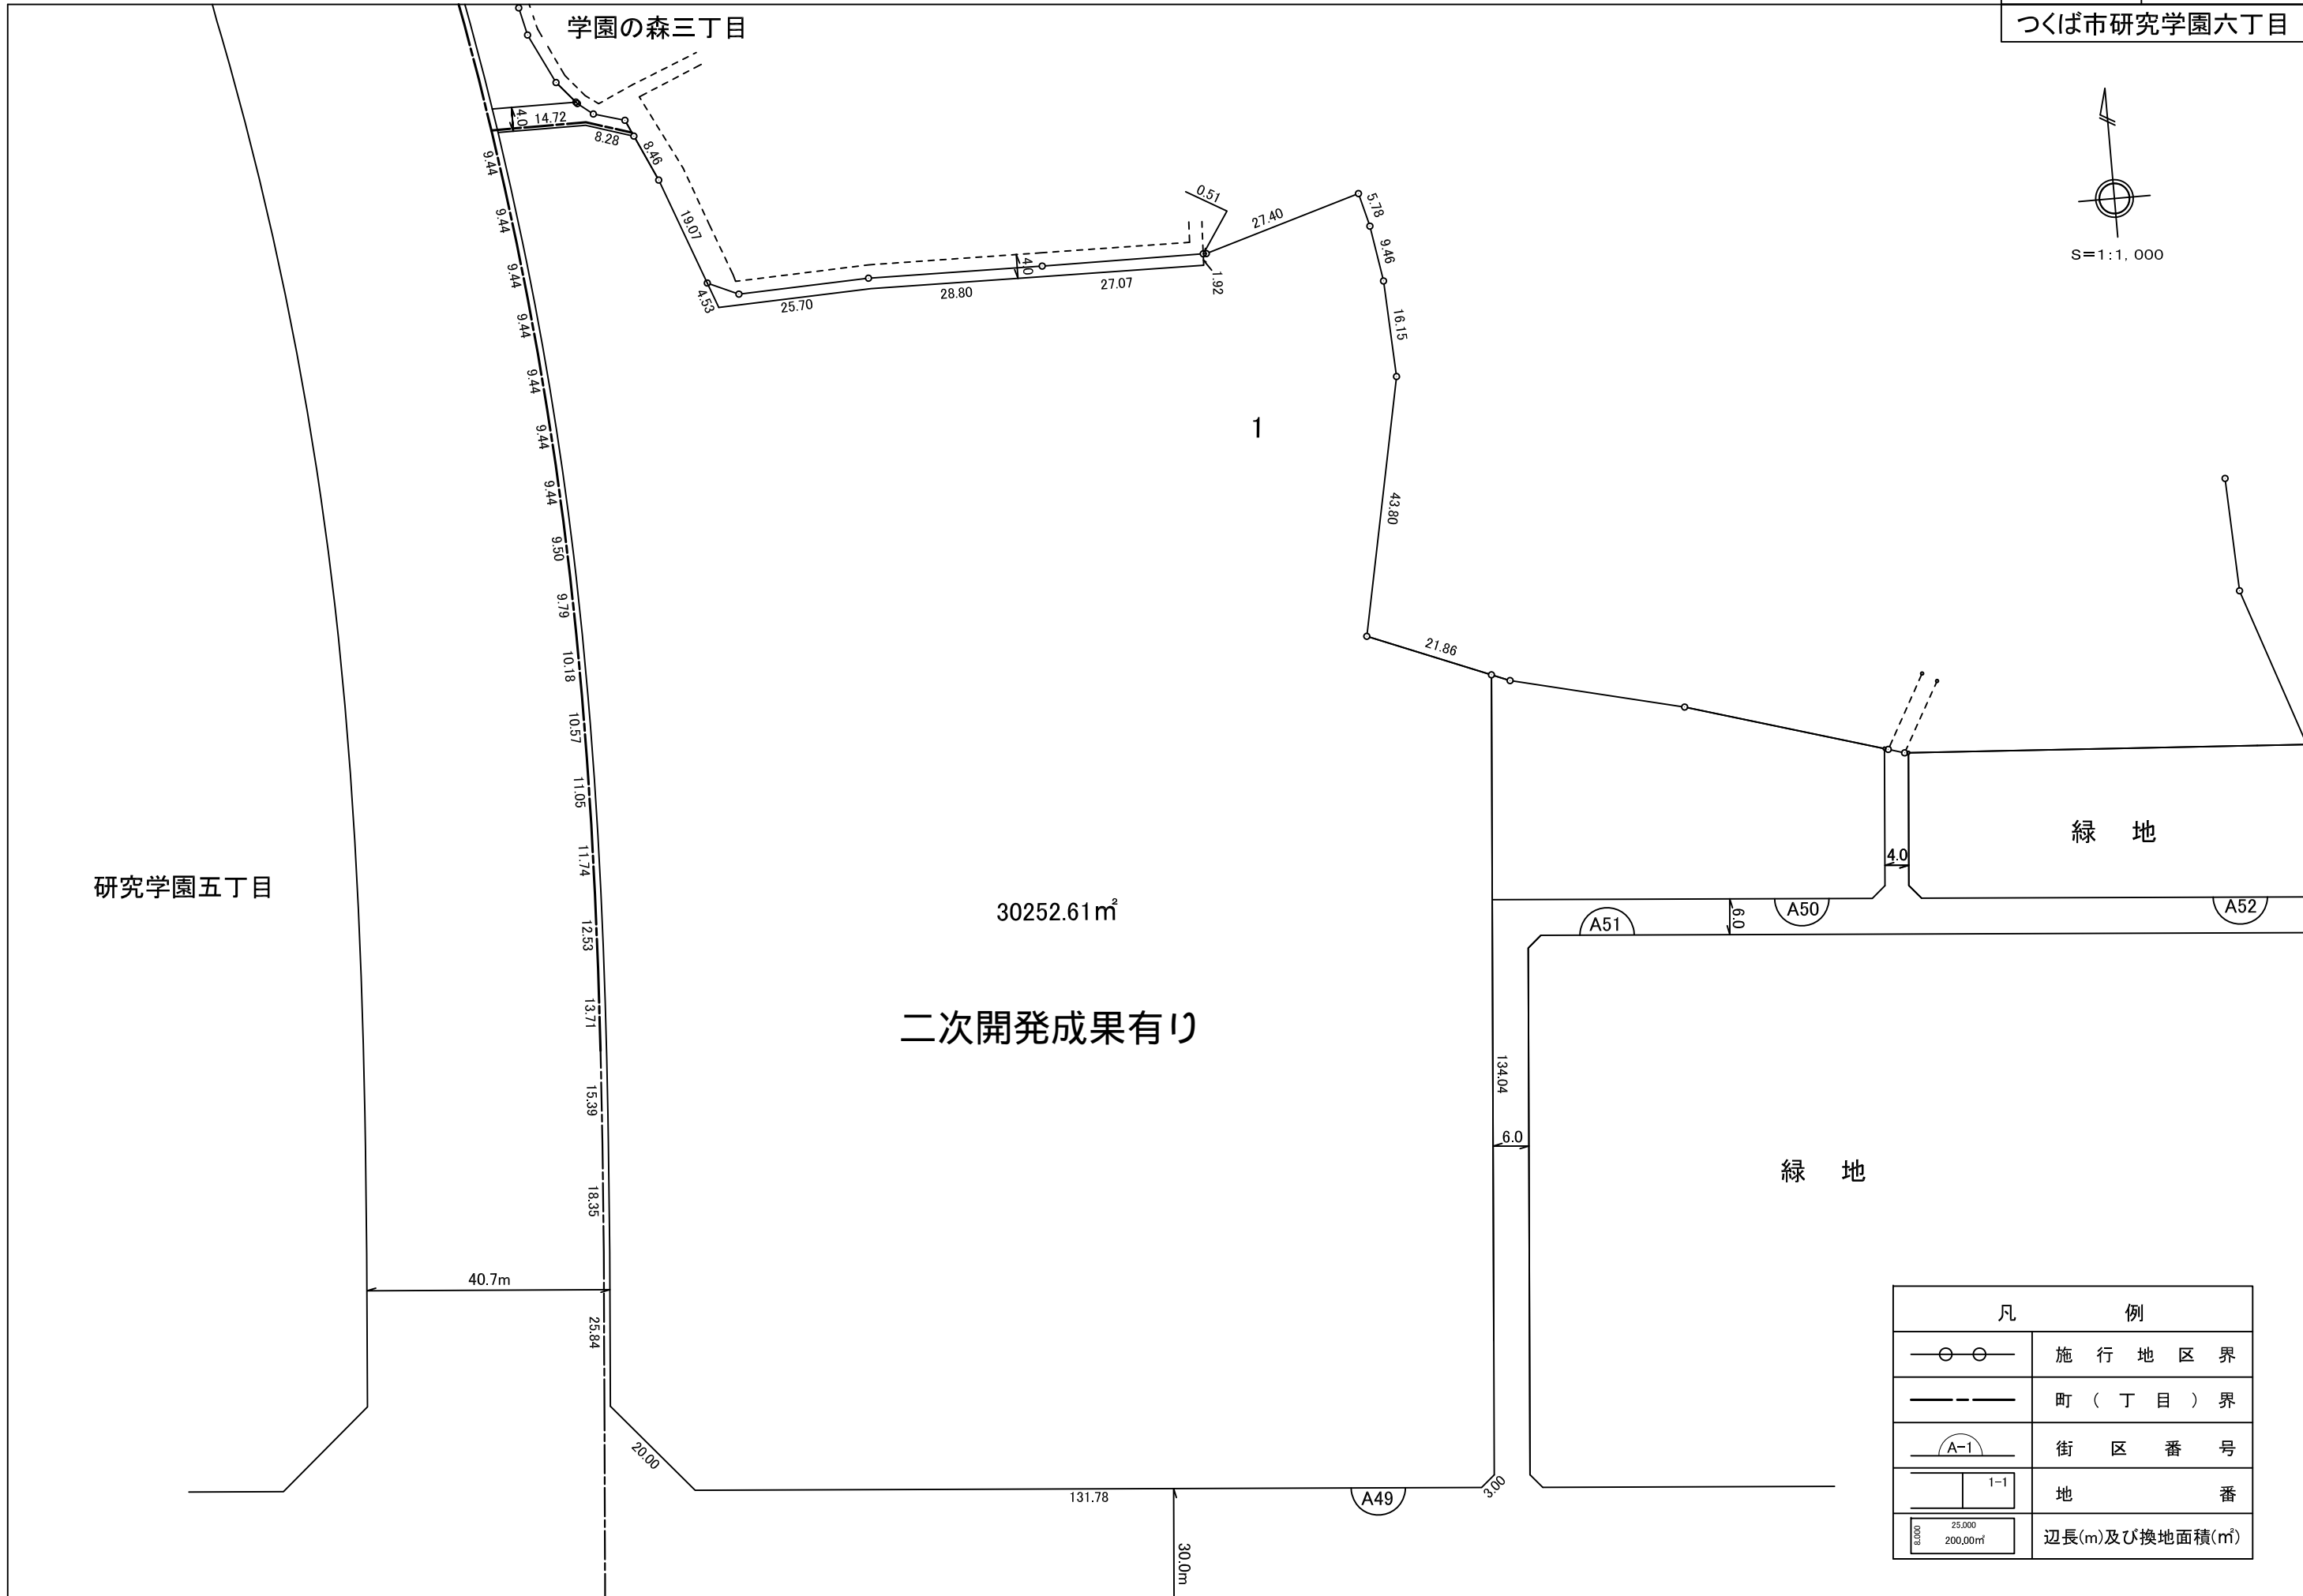 学園の森三丁目
つくば市研究学園六丁目
S=1:1,000
4.0
14.72
8.28
8.46
19.07
4.53
25.70
28.80
4.0
27.07
1.92
0.51
27.40
5.78
9.46
16.15
43.80
21.86
1
9.44
9.44
9.44
9.44
9.44
9.44
9.44
9.50
9.79
10.18
10.57
11.05
11.74
12.53
13.71
15.39
18.35
25.84
研究学園五丁目
30252.61㎡
二次開発成果有り
緑 地
4.0
A50
A51
A52
6.0
134.04
6.0
緑 地
40.7m
20.00
131.78
A49
3.00
30.0m
凡 例
施行地区界
町(丁目)界
A-1
街区番号
1-1
地番
8.000
25.000
200.00㎡
辺長(m)及び換地面積(㎡)